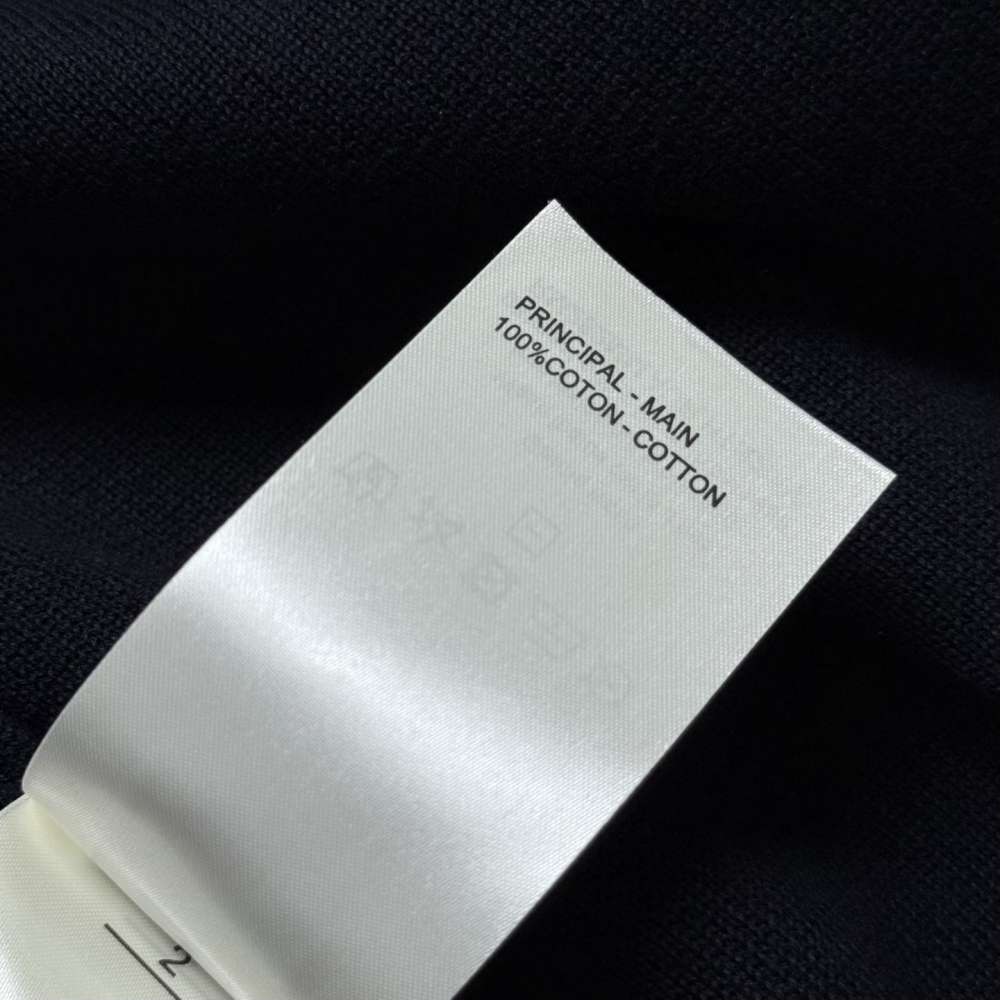 PRINCIPAL - MAIN
100%COTON - COTTON
2